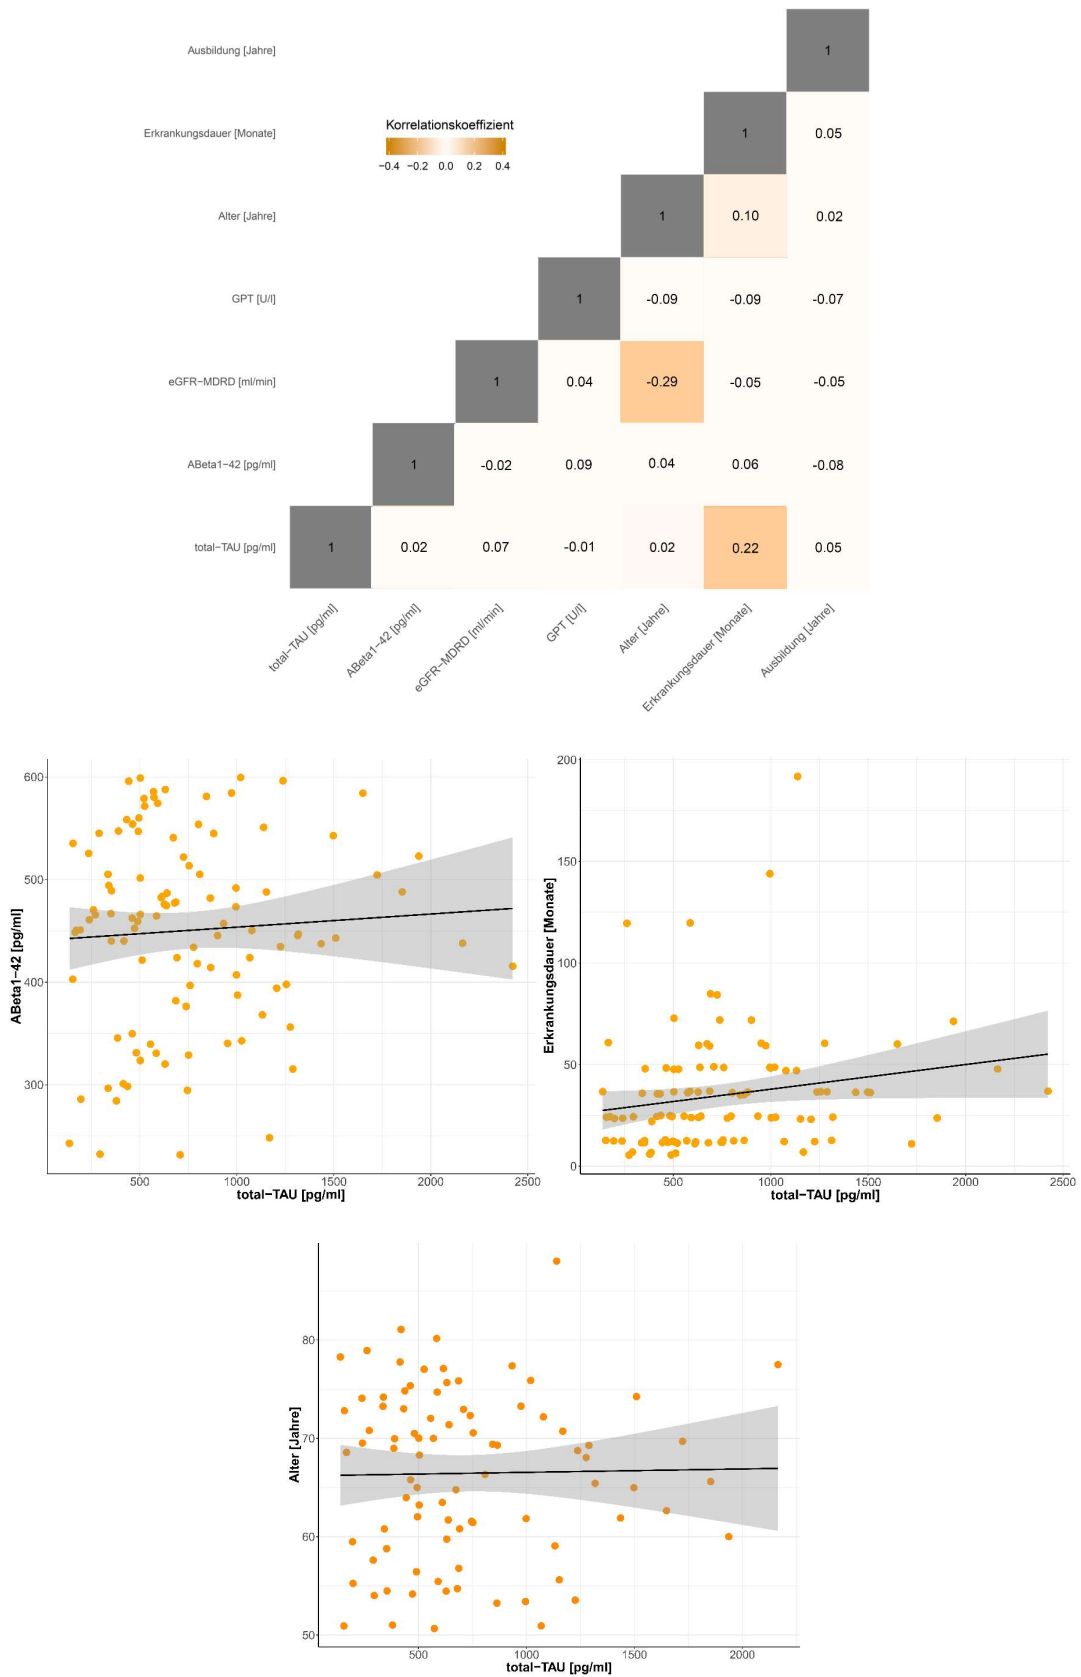 Ausbildung [Jahre]
1
Korrelationskoeffizient
−0.4 −0.2 0.0 0.2 0.4
Erkrankungsdauer [Monate]
1 0.05
Alter [Jahre]
1 0.10 0.02
GPT [U/l]
1 -0.09 -0.09 -0.07
eGFR−MDRD [ml/min]
1 0.04 -0.29 -0.05 -0.05
ABeta1−42 [pg/ml]
1 -0.02 0.09 0.04 0.06 -0.08
total−TAU [pg/ml]
1 0.02 0.07 -0.01 0.02 0.22 0.05
total−TAU [pg/ml]
ABeta1−42 [pg/ml]
eGFR−MDRD [ml/min]
GPT [U/l]
Alter [Jahre]
Erkrankungsdauer [Monate]
Ausbildung [Jahre]
ABeta1−42 [pg/ml]
600
500
400
300
500 1000 1500 2000 2500
total−TAU [pg/ml]
Erkrankungsdauer [Monate]
200
150
100
50
0
500 1000 1500 2000 2500
total−TAU [pg/ml]
Alter [Jahre]
80
70
60
50
500 1000 1500 2000
total−TAU [pg/ml]